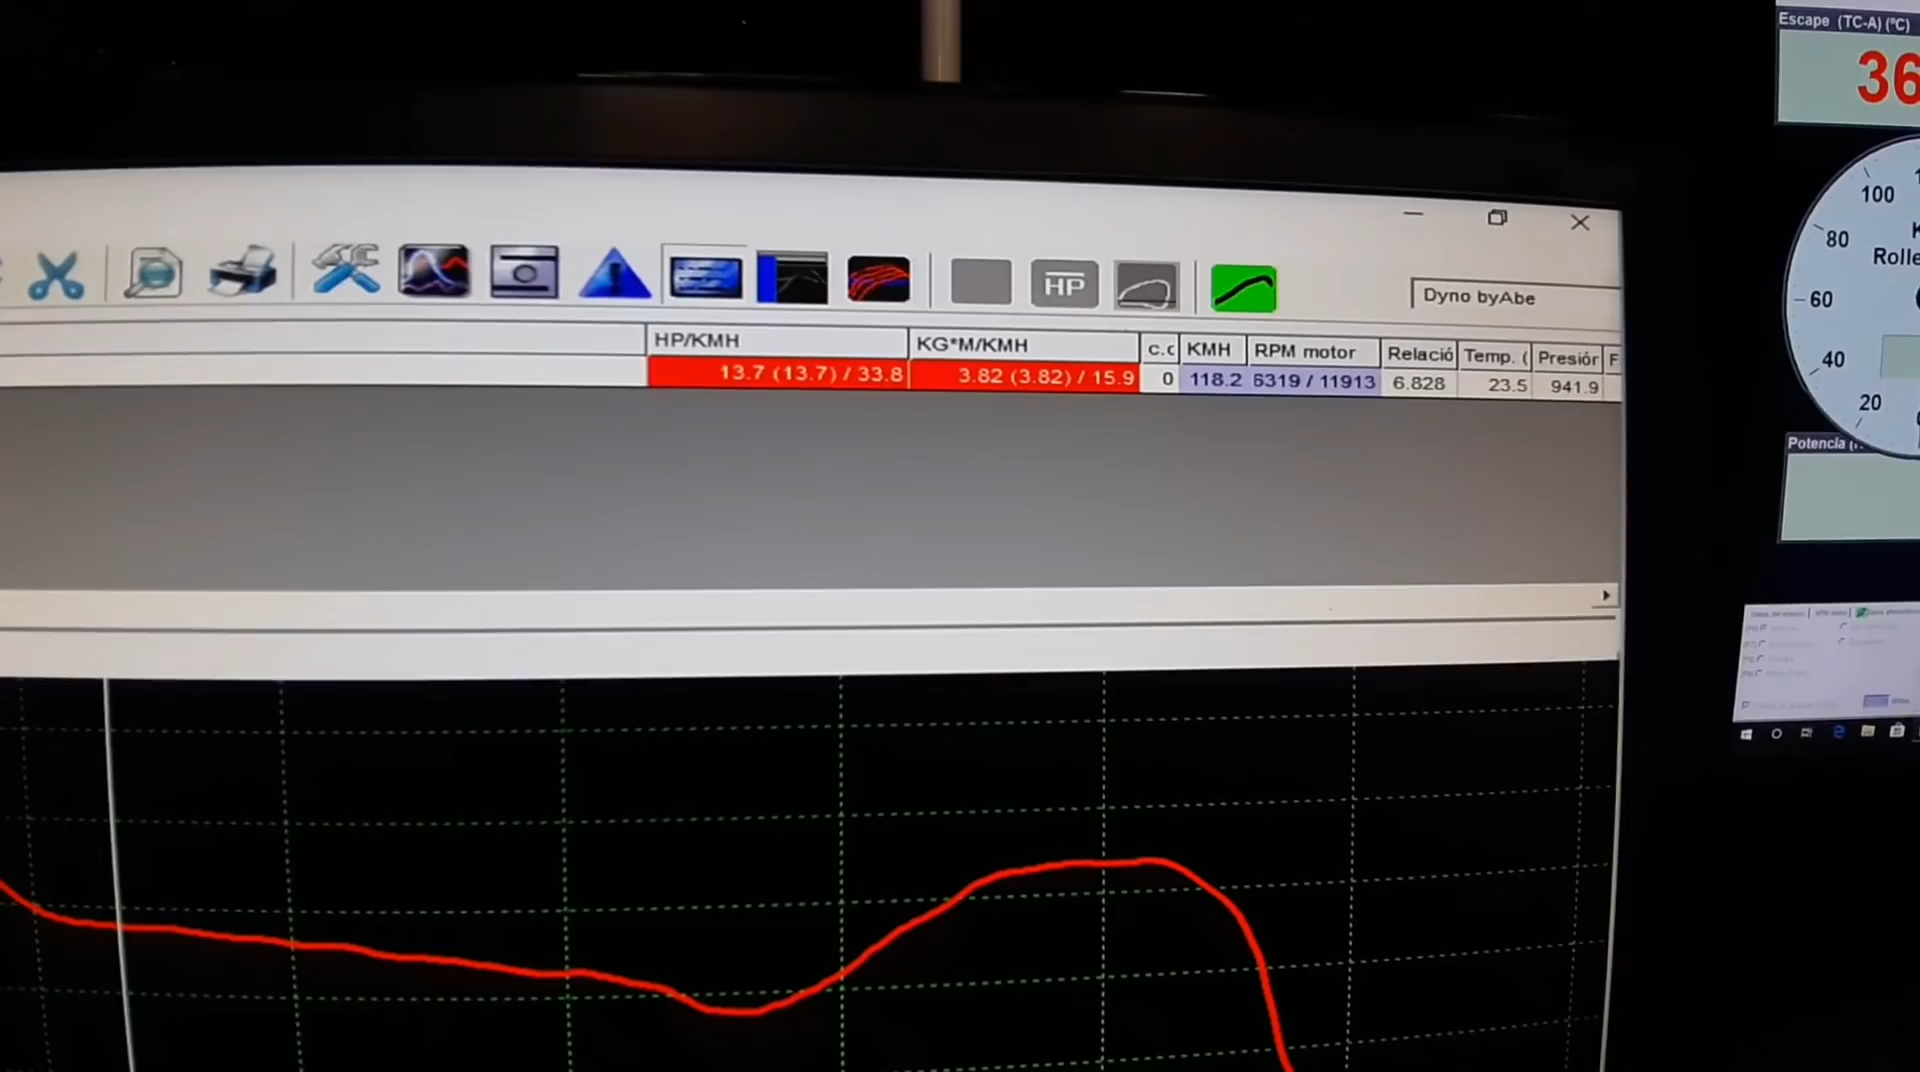 Escape (TC-A) (ºC)
36
100
80
60
40
20
Rolle
HP
Dyno byAbe
HP/KMH
KG*M/KMH
c.c
KMH
RPM motor
Relació
Temp. (
Presiór
F
13.7 (13.7) / 33.8
3.82 (3.82) / 15.9
0
118.2
6319 / 11913
6.828
23.5
941.9
Potencia (